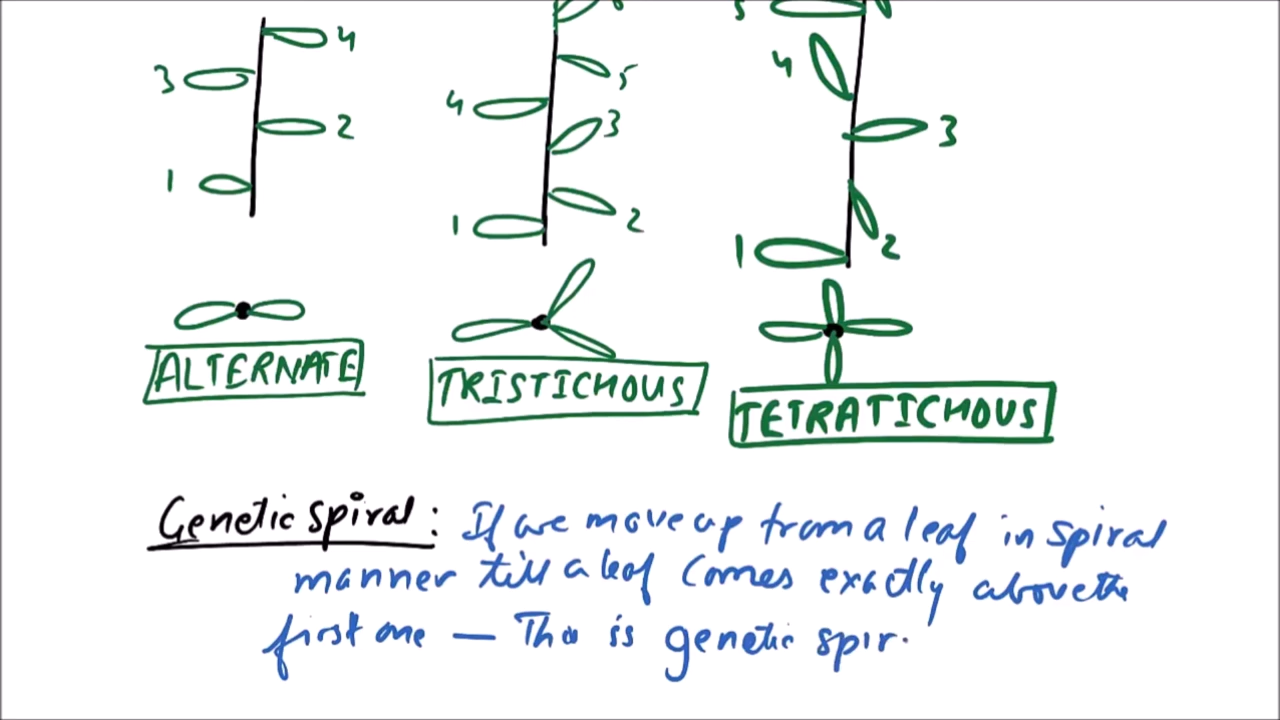 4
3
2
1
5
4
3
2
1
5
4
3
2
1
ALTERNATE
TRISTICHOUS
TETRATICHOUS
Genetic spiral : If we move up from a leaf in spiral
manner till a leaf comes exactly above the
first one — This is genetic spir.